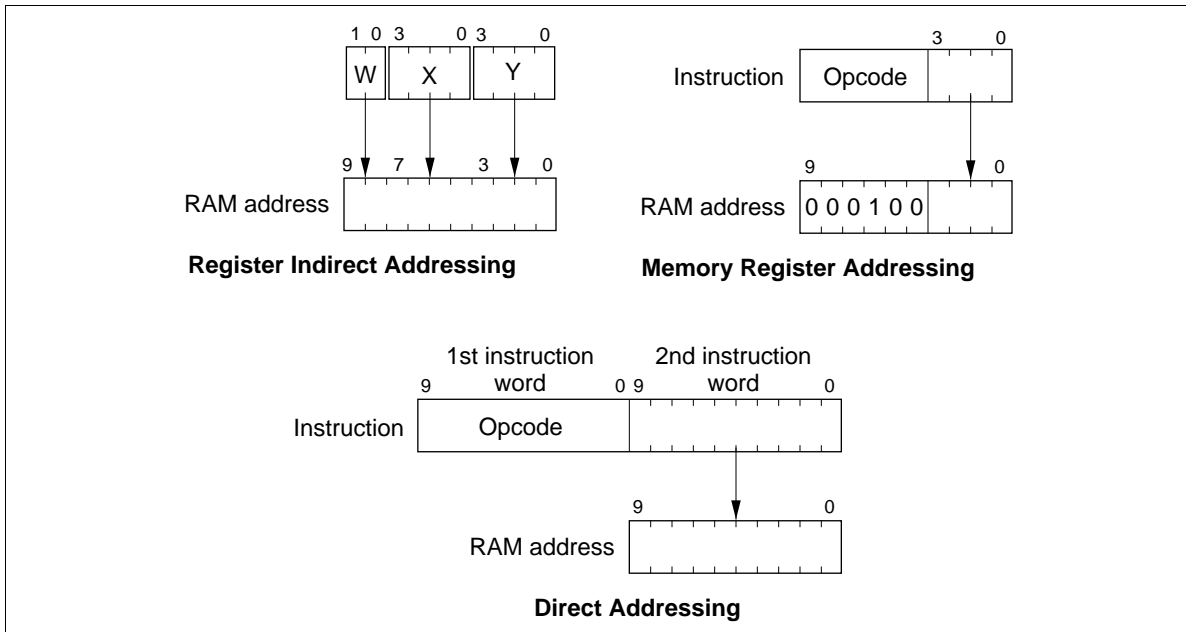 1 0 3 0 3 0
W X Y
9 7 3 0
RAM address
Register Indirect Addressing
3 0
Instruction Opcode
9 0
RAM address 0 0 0 1 0 0
Memory Register Addressing
1st instruction word
2nd instruction word
9 0 9 0
Instruction Opcode
9 0
RAM address
Direct Addressing